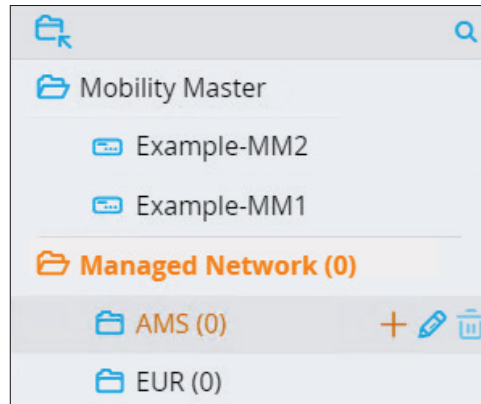 Mobility Master
Example-MM2
Example-MM1
Managed Network (0)
AMS (0)
EUR (0)